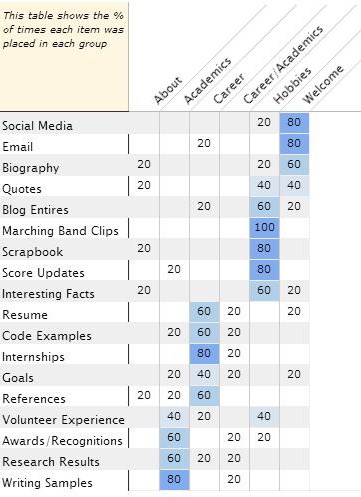 This table shows the %
of times each item was
placed in each group
About
Academics
Career
Career/Academics
Hobbies
Welcome
Social Media 20 80
Email 20 80
Biography 20 20 60
Quotes 20 40 40
Blog Entires 20 60 20
Marching Band Clips 100
Scrapbook 20 80
Score Updates 20 80
Interesting Facts 20 60 20
Resume 60 20 20
Code Examples 20 60 20
Internships 80 20
Goals 20 40 20 20
References 20 20 60
Volunteer Experience 40 20 40
Awards/Recognitions 60 20 20
Research Results 60 20 20
Writing Samples 80 20